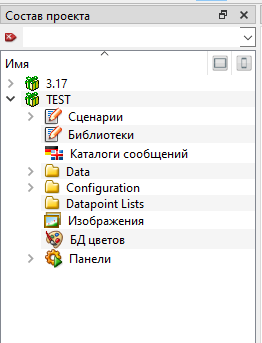 Состав проекта
Имя
3.17
TEST
Сценарии
Библиотеки
Каталоги сообщений
Data
Configuration
Datapoint Lists
Изображения
БД цветов
Панели